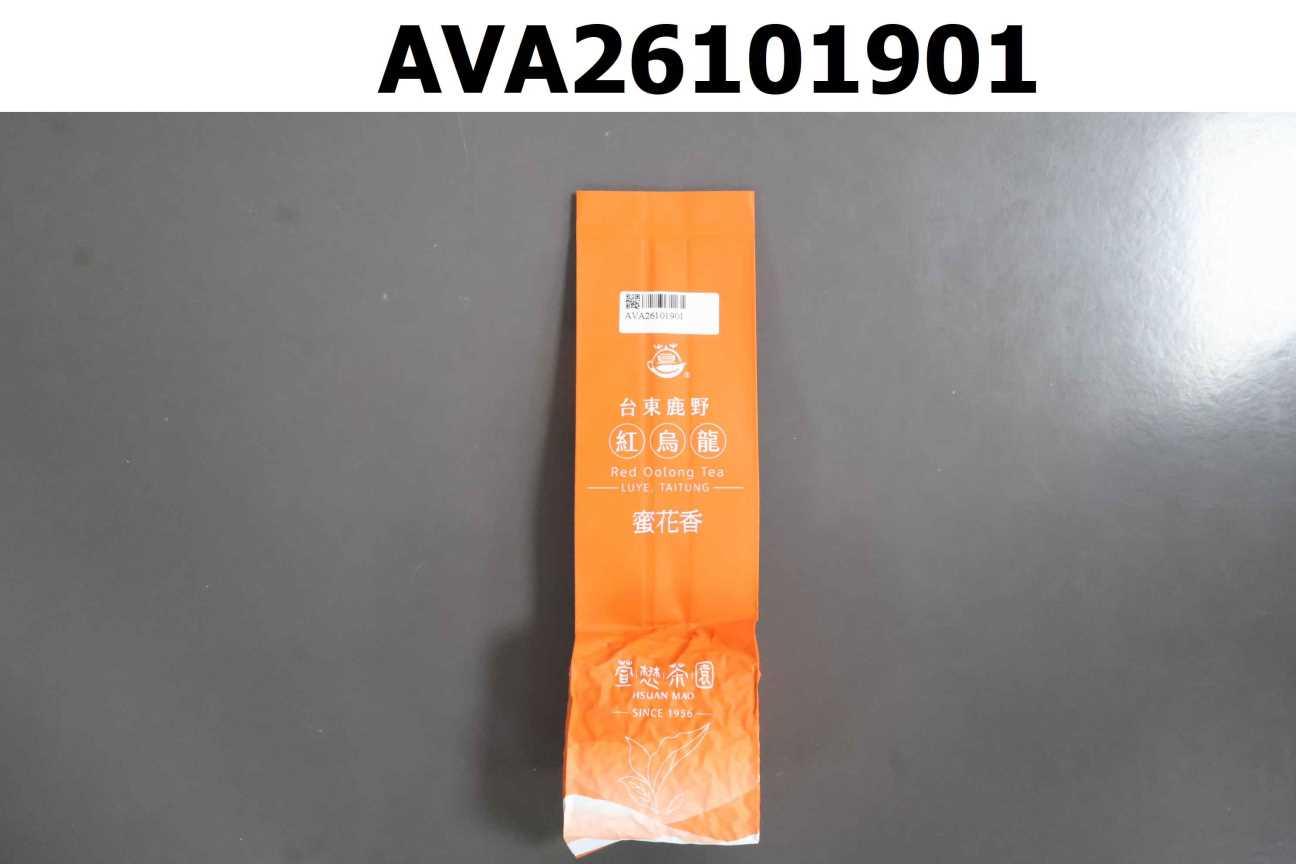 AVA26101901
AVA26101901
台東鹿野
紅烏龍
Red Oolong Tea
LUYE, TAITUNG
蜜花香
萱懋茶園
HSUAN MAO
SINCE 1956